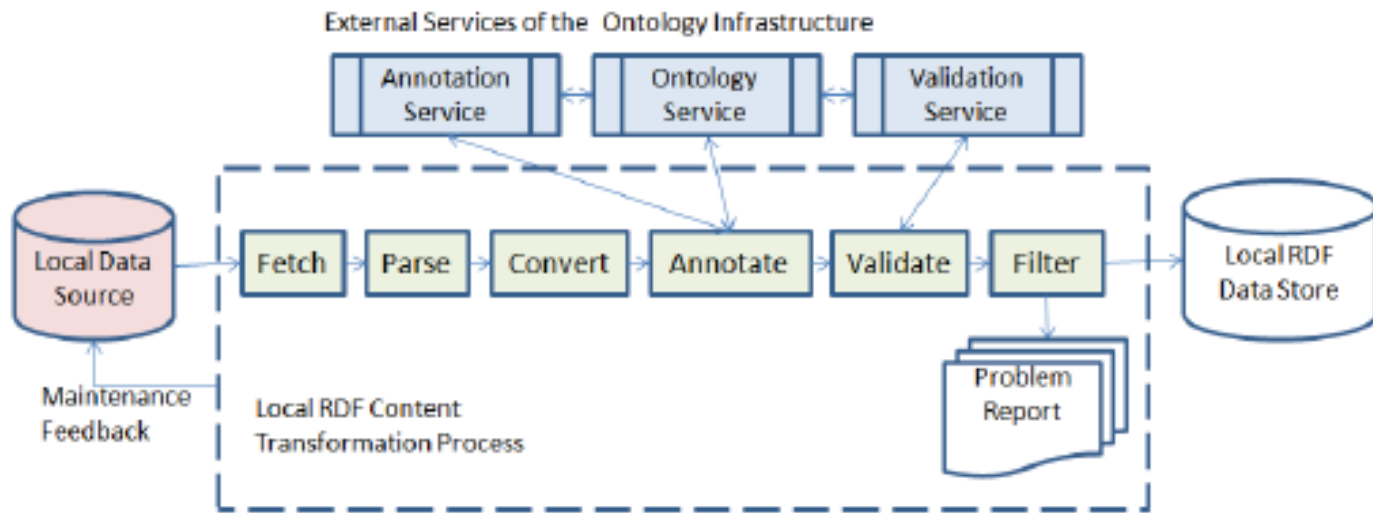 External Services of the Ontology Infrastructure
Annotation
Service
Ontology
Service
Validation
Service
Local Data
Source
Fetch
Parse
Convert
Annotate
Validate
Filter
Local RDF
Data Store
Problem
Report
Maintenance
Feedback
Local RDF Content
Transformation Process